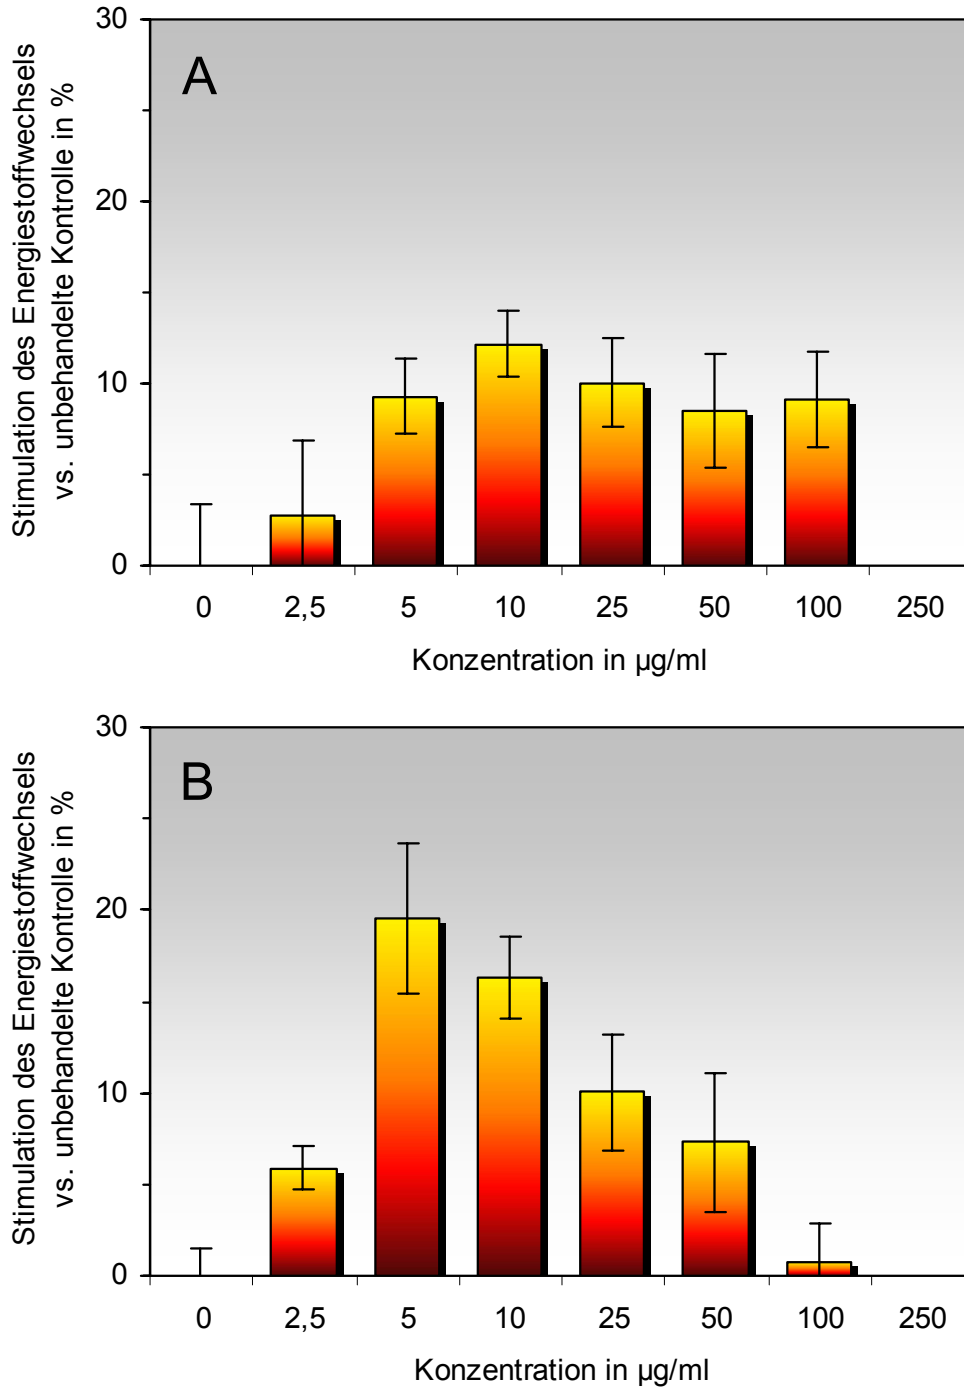 A
Stimulation des Energiestoffwechsels
vs. unbehandelte Kontrolle in %
30
20
10
0
0 2,5 5 10 25 50 100 250
Konzentration in µg/ml
B
Stimulation des Energiestoffwechsels
vs. unbehandelte Kontrolle in %
30
20
10
0
0 2,5 5 10 25 50 100 250
Konzentration in µg/ml